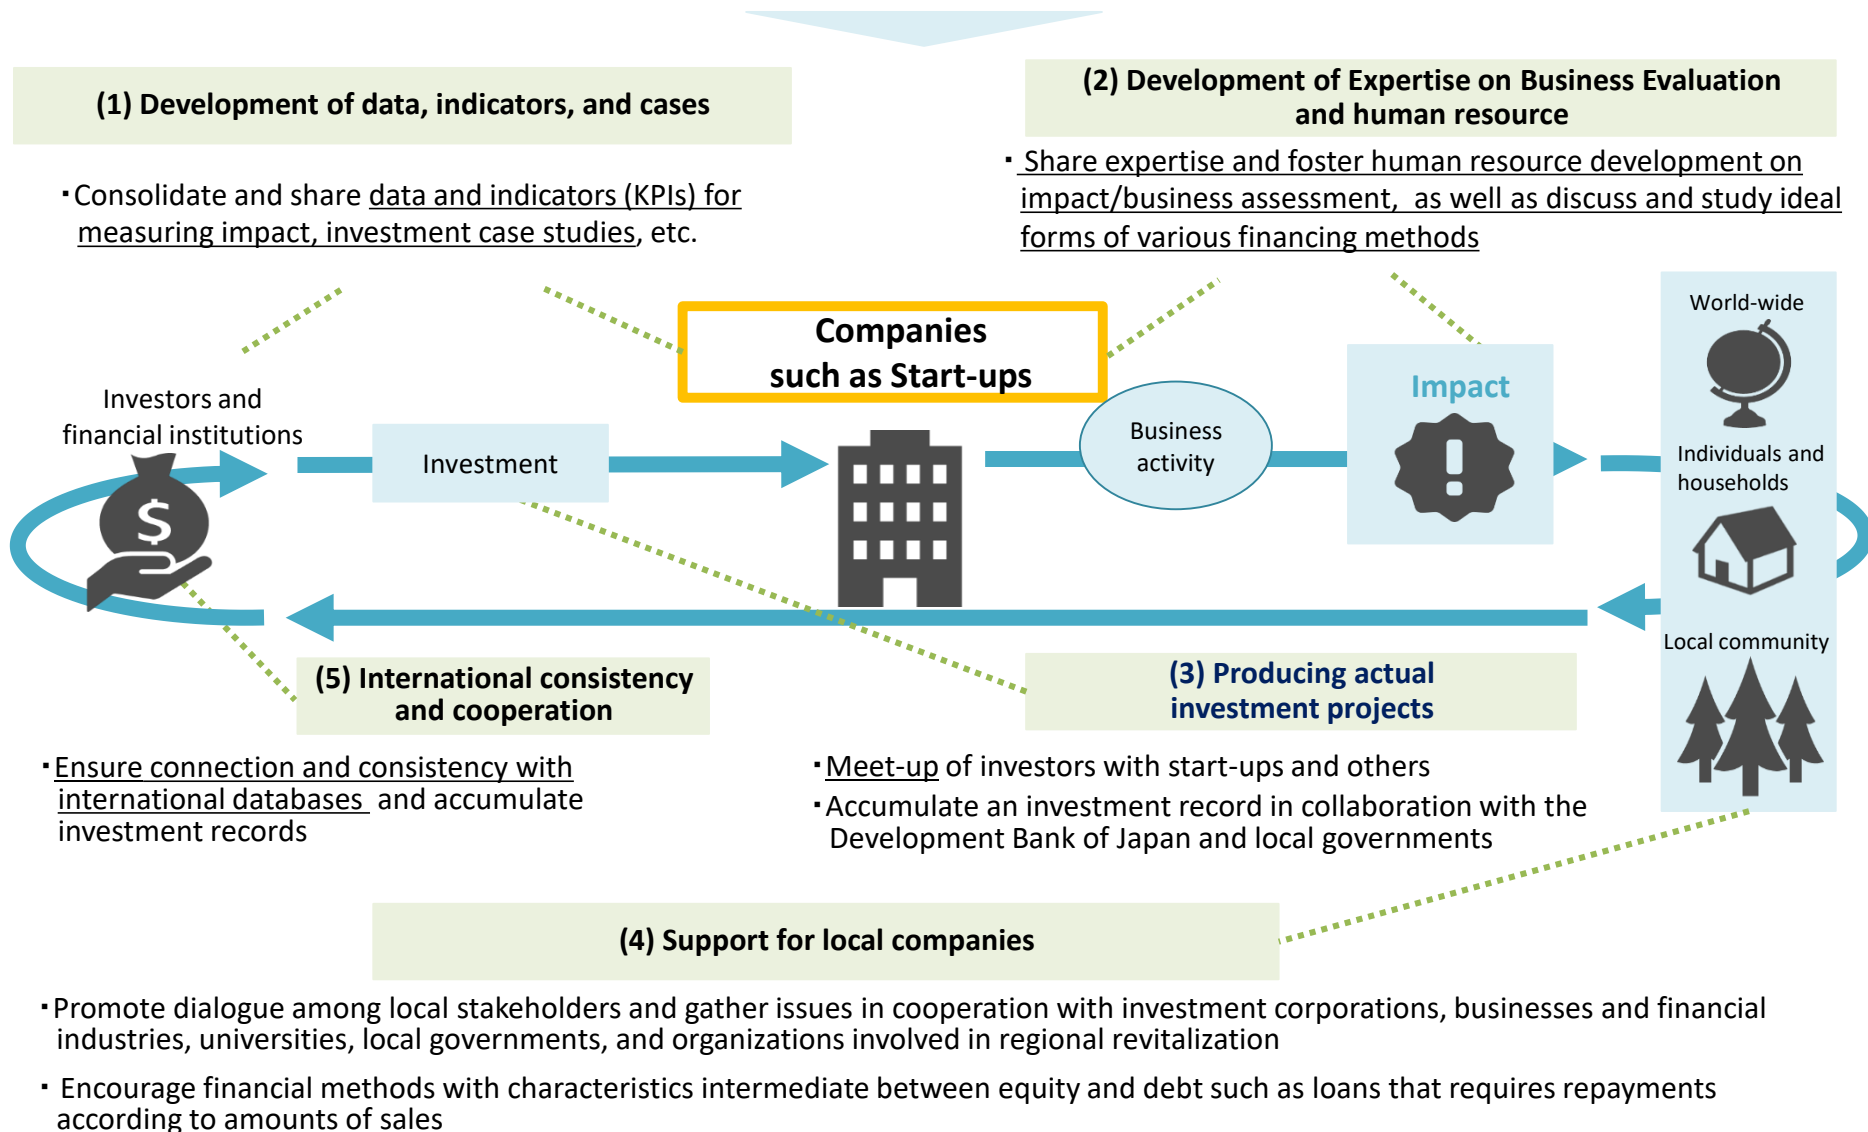 (1) Development of data, indicators, and cases
▪Consolidate and share data and indicators (KPIs) for
measuring impact, investment case studies, etc.
(2) Development of Expertise on Business Evaluation
and human resource
▪ Share expertise and foster human resource development on
impact/business assessment, as well as discuss and study ideal
forms of various financing methods
Companies
such as Start-ups
Investors and
financial institutions
$
Investment
Business
activity
Impact
World-wide
Individuals and
households
Local community
(5) International consistency
and cooperation
▪Ensure connection and consistency with
international databases and accumulate
investment records
(3) Producing actual
investment projects
▪Meet-up of investors with start-ups and others
▪Accumulate an investment record in collaboration with the
Development Bank of Japan and local governments
(4) Support for local companies
▪Promote dialogue among local stakeholders and gather issues in cooperation with investment corporations, businesses and financial
industries, universities, local governments, and organizations involved in regional revitalization
▪ Encourage financial methods with characteristics intermediate between equity and debt such as loans that requires repayments
according to amounts of sales